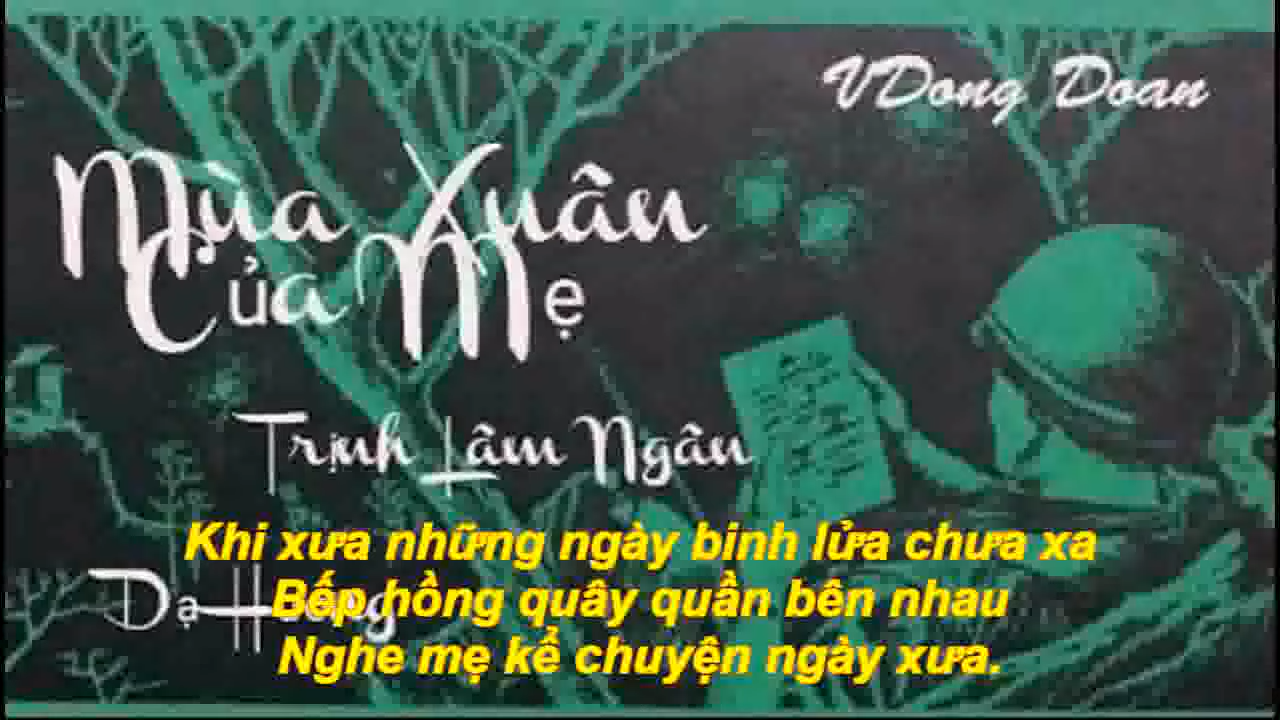 VDong Doan
Mùa Xuân
Của Mẹ
Trịnh Lâm Ngân
Khi xưa những ngày binh lửa chưa xa
Dạ Hương
Bếp hồng quây quần bên nhau
Nghe mẹ kể chuyện ngày xưa.